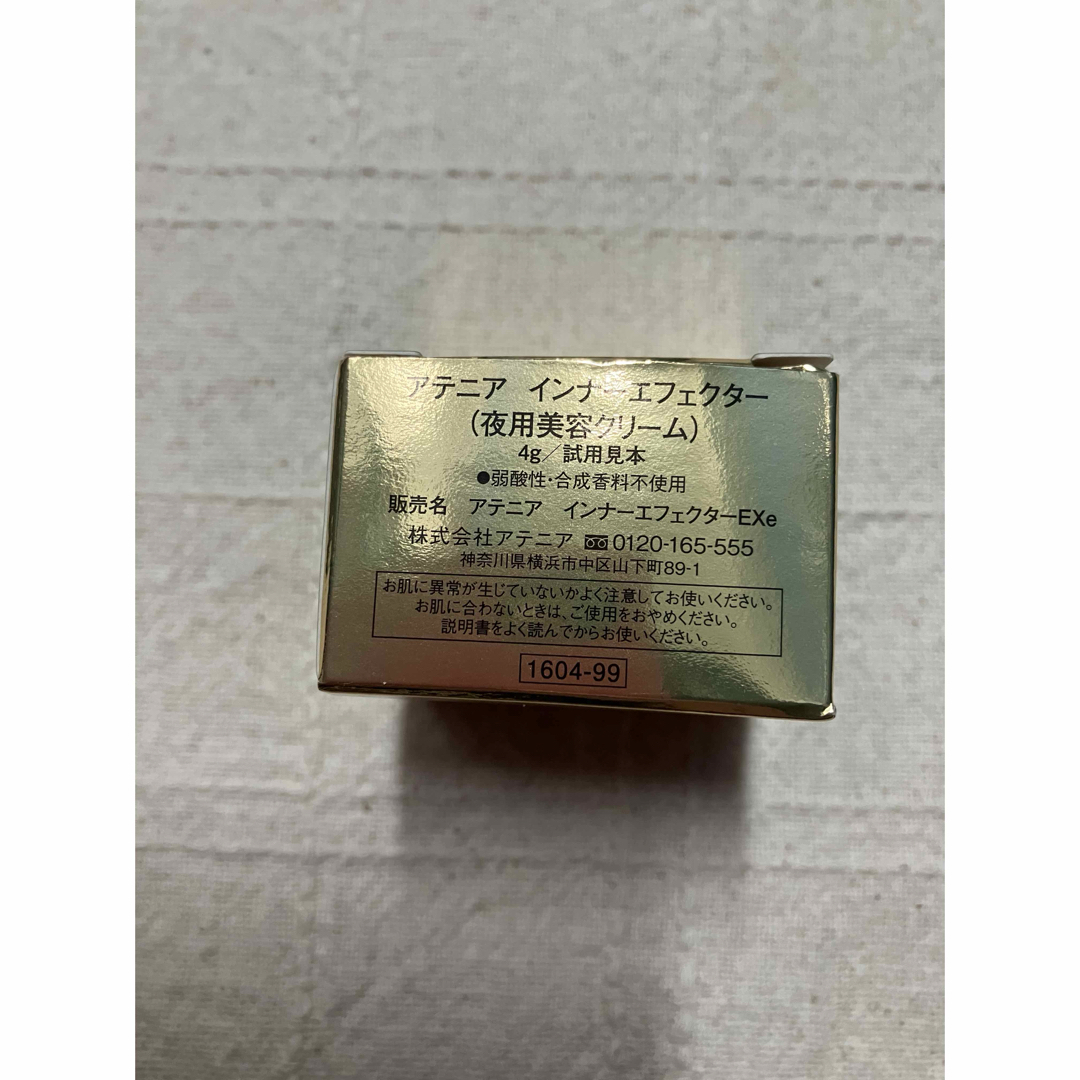 アテニア インナーエフェクター
(夜用美容クリーム)
4g／試用見本
●弱酸性・合成香料不使用
販売名 アテニア インナーエフェクターEXe
株式会社アテニア 0120-165-555
神奈川県横浜市中区山下町89-1
お肌に異常が生じていないかよく注意してお使いください。
お肌に合わないときは、ご使用をおやめください。
説明書をよく読んでからお使いください。
1604-99